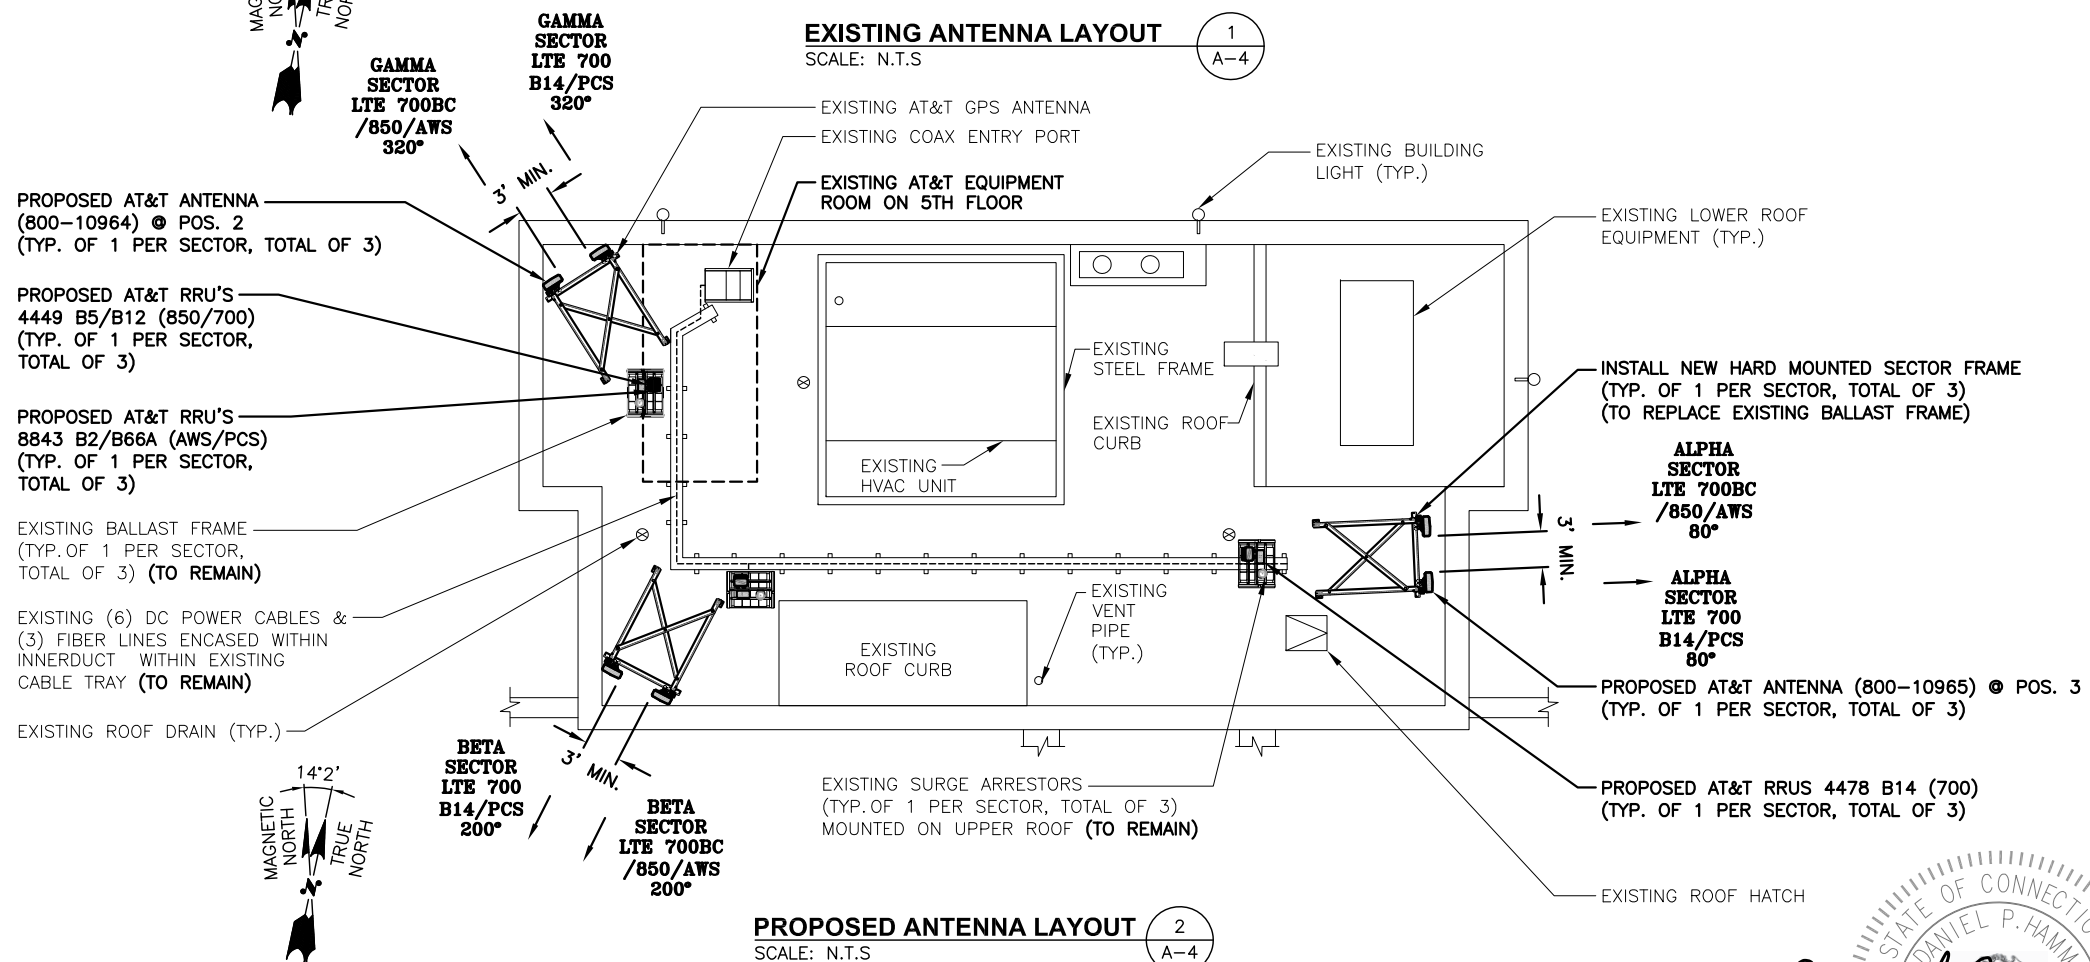 MAGNETIC
NORTH
TRUE
NORTH
N
EXISTING ANTENNA LAYOUT
SCALE: N.T.S
1
A-4
GAMMA
SECTOR
LTE 700
B14/PCS
320°
GAMMA
SECTOR
LTE 700BC
/850/AWS
320°
3' MIN.
EXISTING AT&T GPS ANTENNA
EXISTING COAX ENTRY PORT
EXISTING AT&T EQUIPMENT
ROOM ON 5TH FLOOR
EXISTING BUILDING
LIGHT (TYP.)
EXISTING LOWER ROOF
EQUIPMENT (TYP.)
PROPOSED AT&T ANTENNA
(800-10964) @ POS. 2
(TYP. OF 1 PER SECTOR, TOTAL OF 3)
PROPOSED AT&T RRU'S
4449 B5/B12 (850/700)
(TYP. OF 1 PER SECTOR,
TOTAL OF 3)
PROPOSED AT&T RRU'S
8843 B2/B66A (AWS/PCS)
(TYP. OF 1 PER SECTOR,
TOTAL OF 3)
EXISTING BALLAST FRAME
(TYP. OF 1 PER SECTOR,
TOTAL OF 3) (TO REMAIN)
EXISTING (6) DC POWER CABLES &
(3) FIBER LINES ENCASED WITHIN
INNERDUCT WITHIN EXISTING
CABLE TRAY (TO REMAIN)
EXISTING ROOF DRAIN (TYP.)
EXISTING
STEEL FRAME
EXISTING ROOF
CURB
EXISTING
HVAC UNIT
EXISTING
VENT
PIPE
(TYP.)
EXISTING
ROOF CURB
INSTALL NEW HARD MOUNTED SECTOR FRAME
(TYP. OF 1 PER SECTOR, TOTAL OF 3)
(TO REPLACE EXISTING BALLAST FRAME)
ALPHA
SECTOR
LTE 700BC
/850/AWS
80°
3' MIN.
ALPHA
SECTOR
LTE 700
B14/PCS
80°
PROPOSED AT&T ANTENNA (800-10965) @ POS. 3
(TYP. OF 1 PER SECTOR, TOTAL OF 3)
PROPOSED AT&T RRUS 4478 B14 (700)
(TYP. OF 1 PER SECTOR, TOTAL OF 3)
EXISTING ROOF HATCH
BETA
SECTOR
LTE 700
B14/PCS
200°
3' MIN.
BETA
SECTOR
LTE 700BC
/850/AWS
200°
EXISTING SURGE ARRESTORS
(TYP. OF 1 PER SECTOR, TOTAL OF 3)
MOUNTED ON UPPER ROOF (TO REMAIN)
14°2'
MAGNETIC
NORTH
TRUE
NORTH
N
PROPOSED ANTENNA LAYOUT
SCALE: N.T.S
2
A-4
STATE OF CONNECTIC
DANIEL P. HAMM